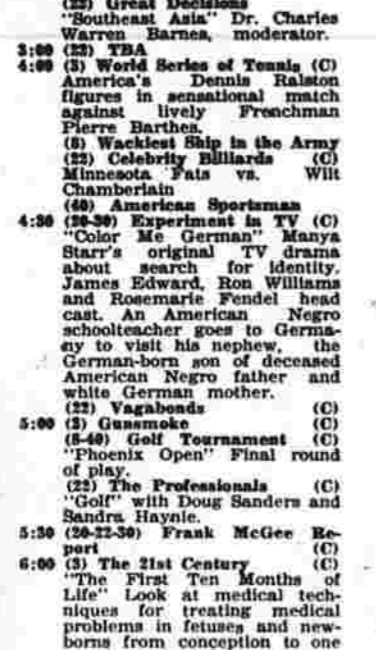 (22) Great Decisions
"Southeast Asia" Dr. Charles
Warren Barnes, moderator.
3:00 (22) TBA
4:00 (3) World Series of Tennis (C)
America's Dennis Ralston
figures in sensational match
against lively Frenchman
Pierre Barthes.
(8) Wackiest Ship in the Army
(22) Celebrity Billiards (C)
Minnesota Fats vs. Wilt
Chamberlain
(40) American Sportsman
4:30 (20-30) Experiment in TV (C)
"Color Me German" Manya
Starr's original TV drama
about search for identity.
James Edward, Ron Williams
and Rosemarie Fendel head
cast. An American Negro
schoolteacher goes to Germa-
ny to visit his nephew, the
German-born son of deceased
American Negro father and
white German mother.
(22) Vagabonds (C)
5:00 (3) Gunsmoke (C)
(8-40) Golf Tournament (C)
"Phoenix Open" Final round
of play.
(22) The Professionals (C)
"Golf" with Doug Sanders and
Sandra Haynie.
5:30 (20-22-30) Frank McGee Re-
port (C)
6:00 (3) The 21st Century (C)
"The First Ten Months of
Life" Look at medical tech-
niques for treating medical
problems in fetuses and new-
borns from conception to one